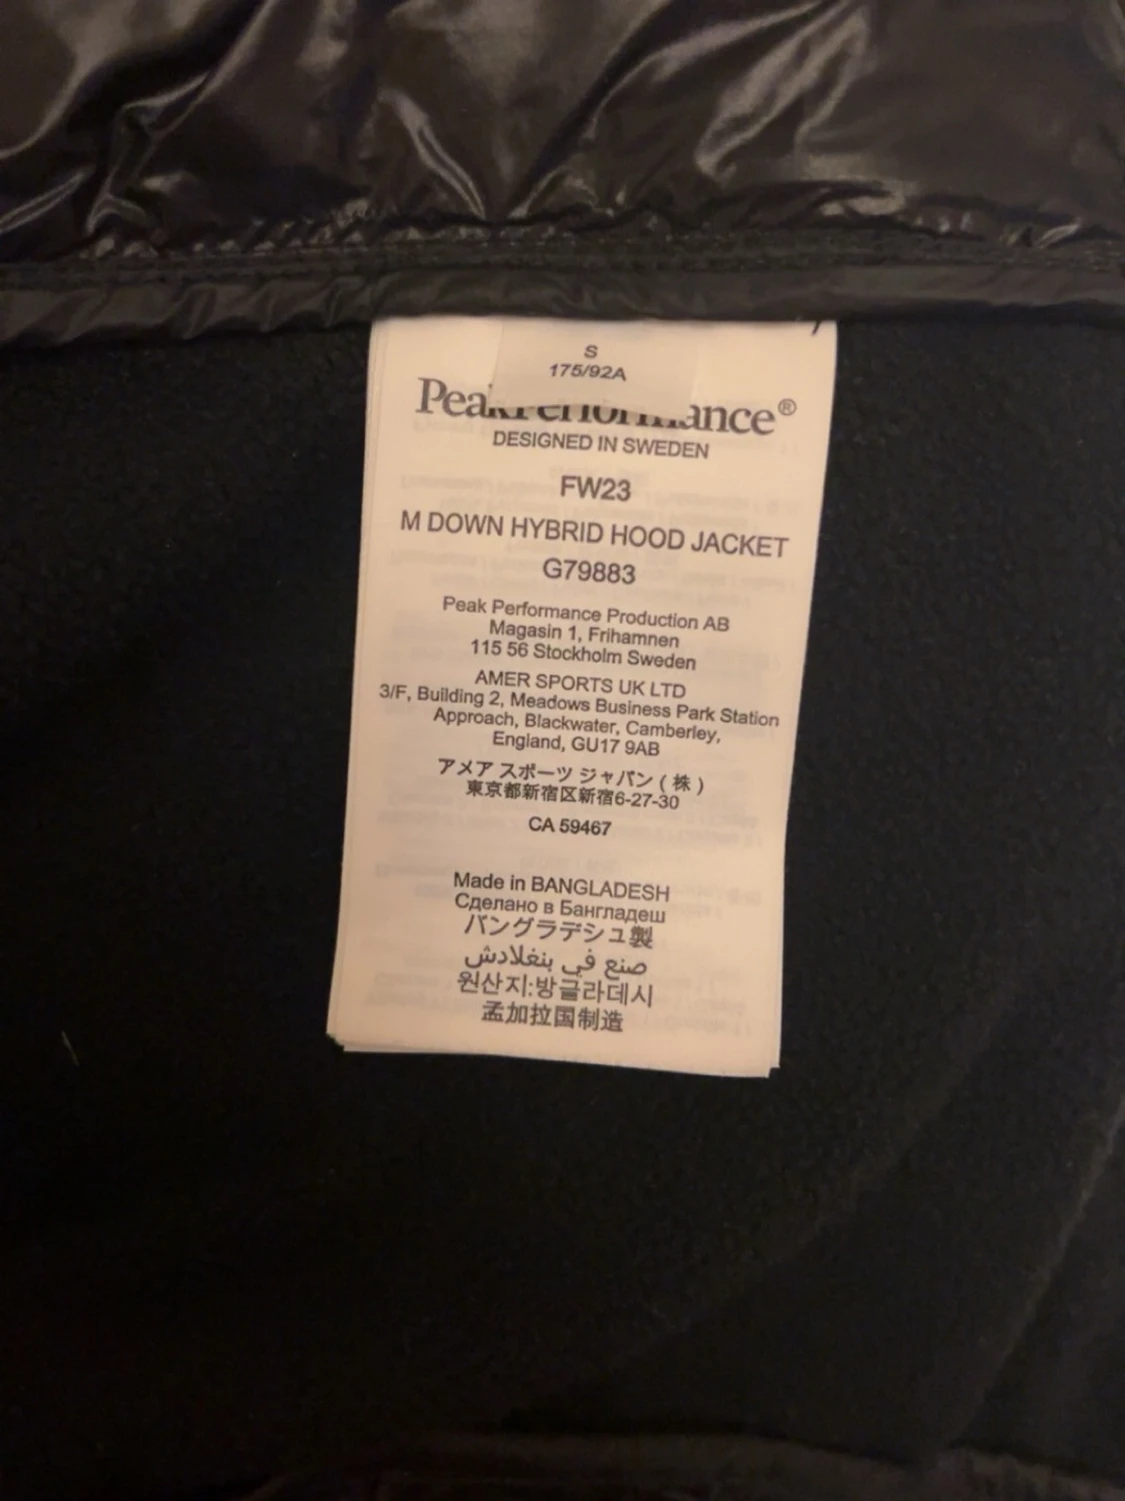 S
175/92A
PeakPerformance®
DESIGNED IN SWEDEN
FW23
M DOWN HYBRID HOOD JACKET
G79883
Peak Performance Production AB
Magasin 1, Frihamnen
115 56 Stockholm Sweden
AMER SPORTS UK LTD
3/F, Building 2, Meadows Business Park Station
Approach, Blackwater, Camberley,
England, GU17 9AB
アメア スポーツ ジャパン ( 株 )
東京都新宿区新宿6-27-30
CA 59467
Made in BANGLADESH
Сделано в Бангладеш
バングラデシュ製
صنع في بنغلادش
원산지:방글라데시
孟加拉国制造